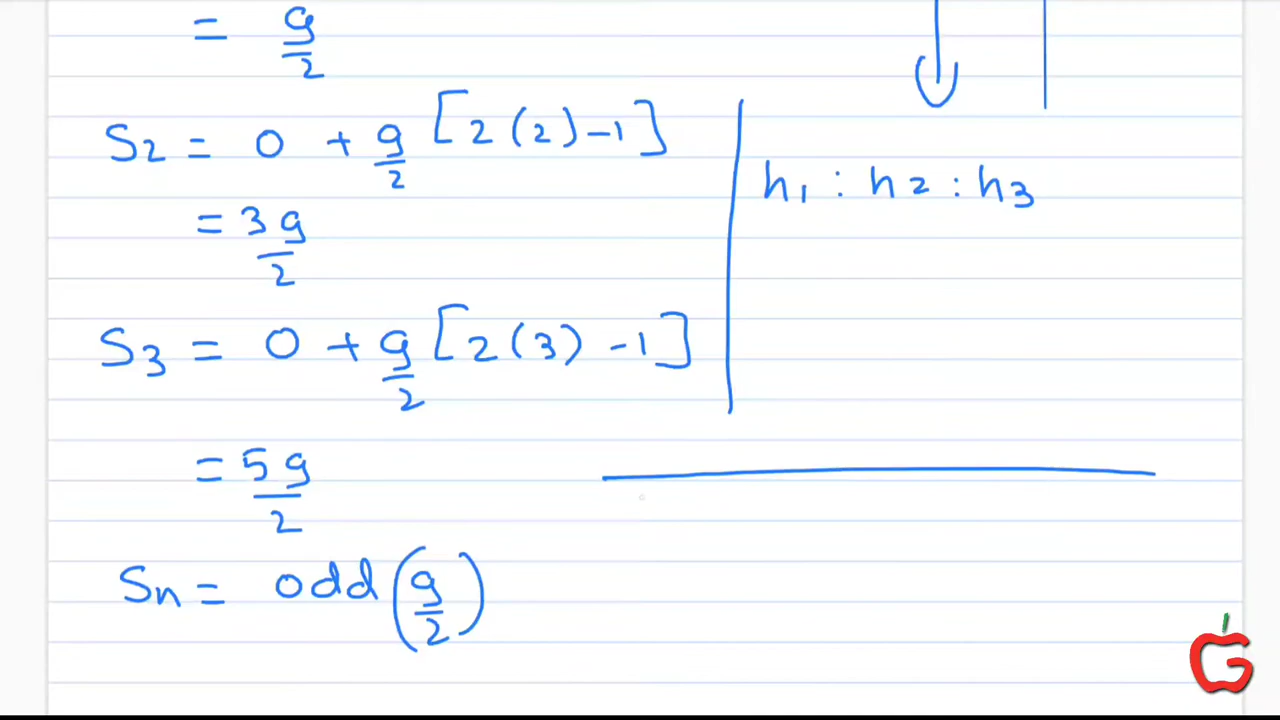 = g/2
S2 = 0 + g/2 [2(2)-1]
= 3g/2
h1 : h2 : h3
S3 = 0 + g/2 [2(3)-1]
= 5g/2
Sn = odd (g/2)
G